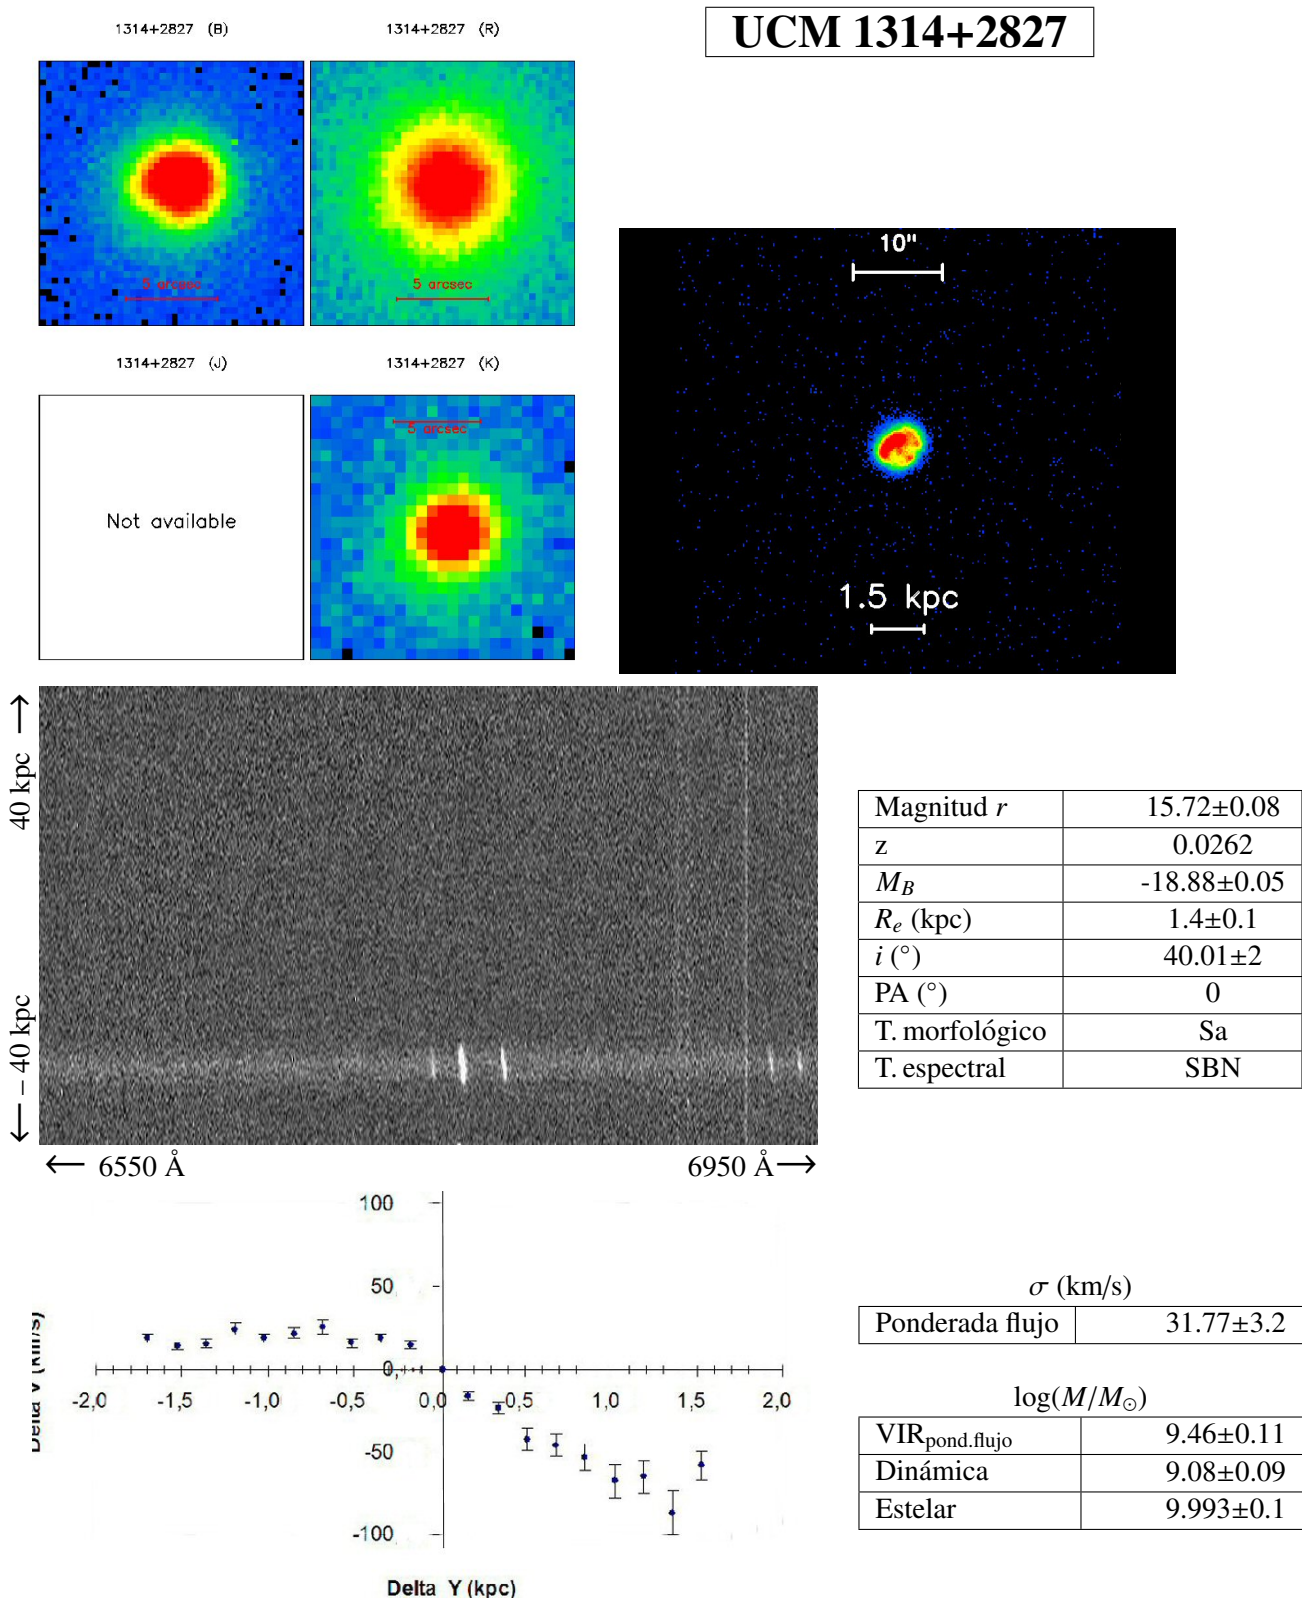 UCM 1314+2827
1314+2827 (B)
1314+2827 (R)
5 arcsec
5 arcsec
1314+2827 (J)
1314+2827 (K)
Not available
5 arcsec
10"
1.5 kpc
← − 40 kpc
40 kpc →
← 6550 Å
6950 Å →
Magnitud r 15.72±0.08
z 0.0262
M_B -18.88±0.05
R_e (kpc) 1.4±0.1
i (°) 40.01±2
PA (°) 0
T. morfológico Sa
T. espectral SBN
100
50
0,
-50
-100
-2,0 -1,5 -1,0 -0,5 0,0 0,5 1,0 1,5 2,0
Delta V (km/s)
Delta Y (kpc)
σ (km/s)
Ponderada flujo 31.77±3.2
log(M/M☉)
VIR_pond.flujo 9.46±0.11
Dinámica 9.08±0.09
Estelar 9.993±0.1